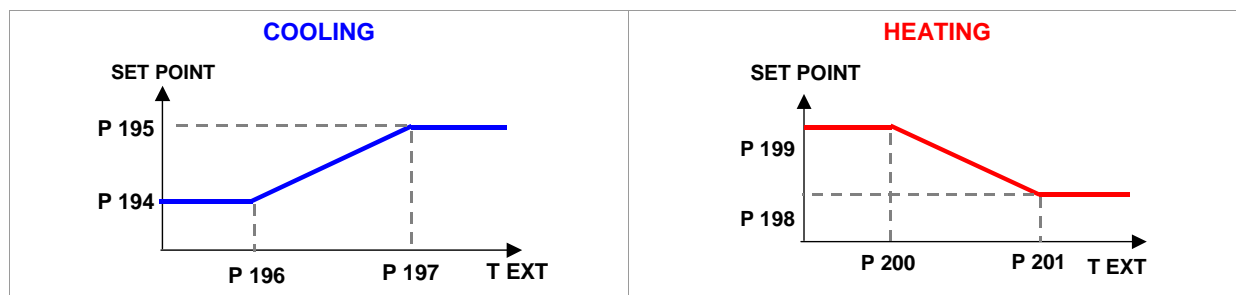 COOLING
SET POINT
P 195
P 194
P 196
P 197
T EXT
HEATING
SET POINT
P 199
P 198
P 200
P 201
T EXT